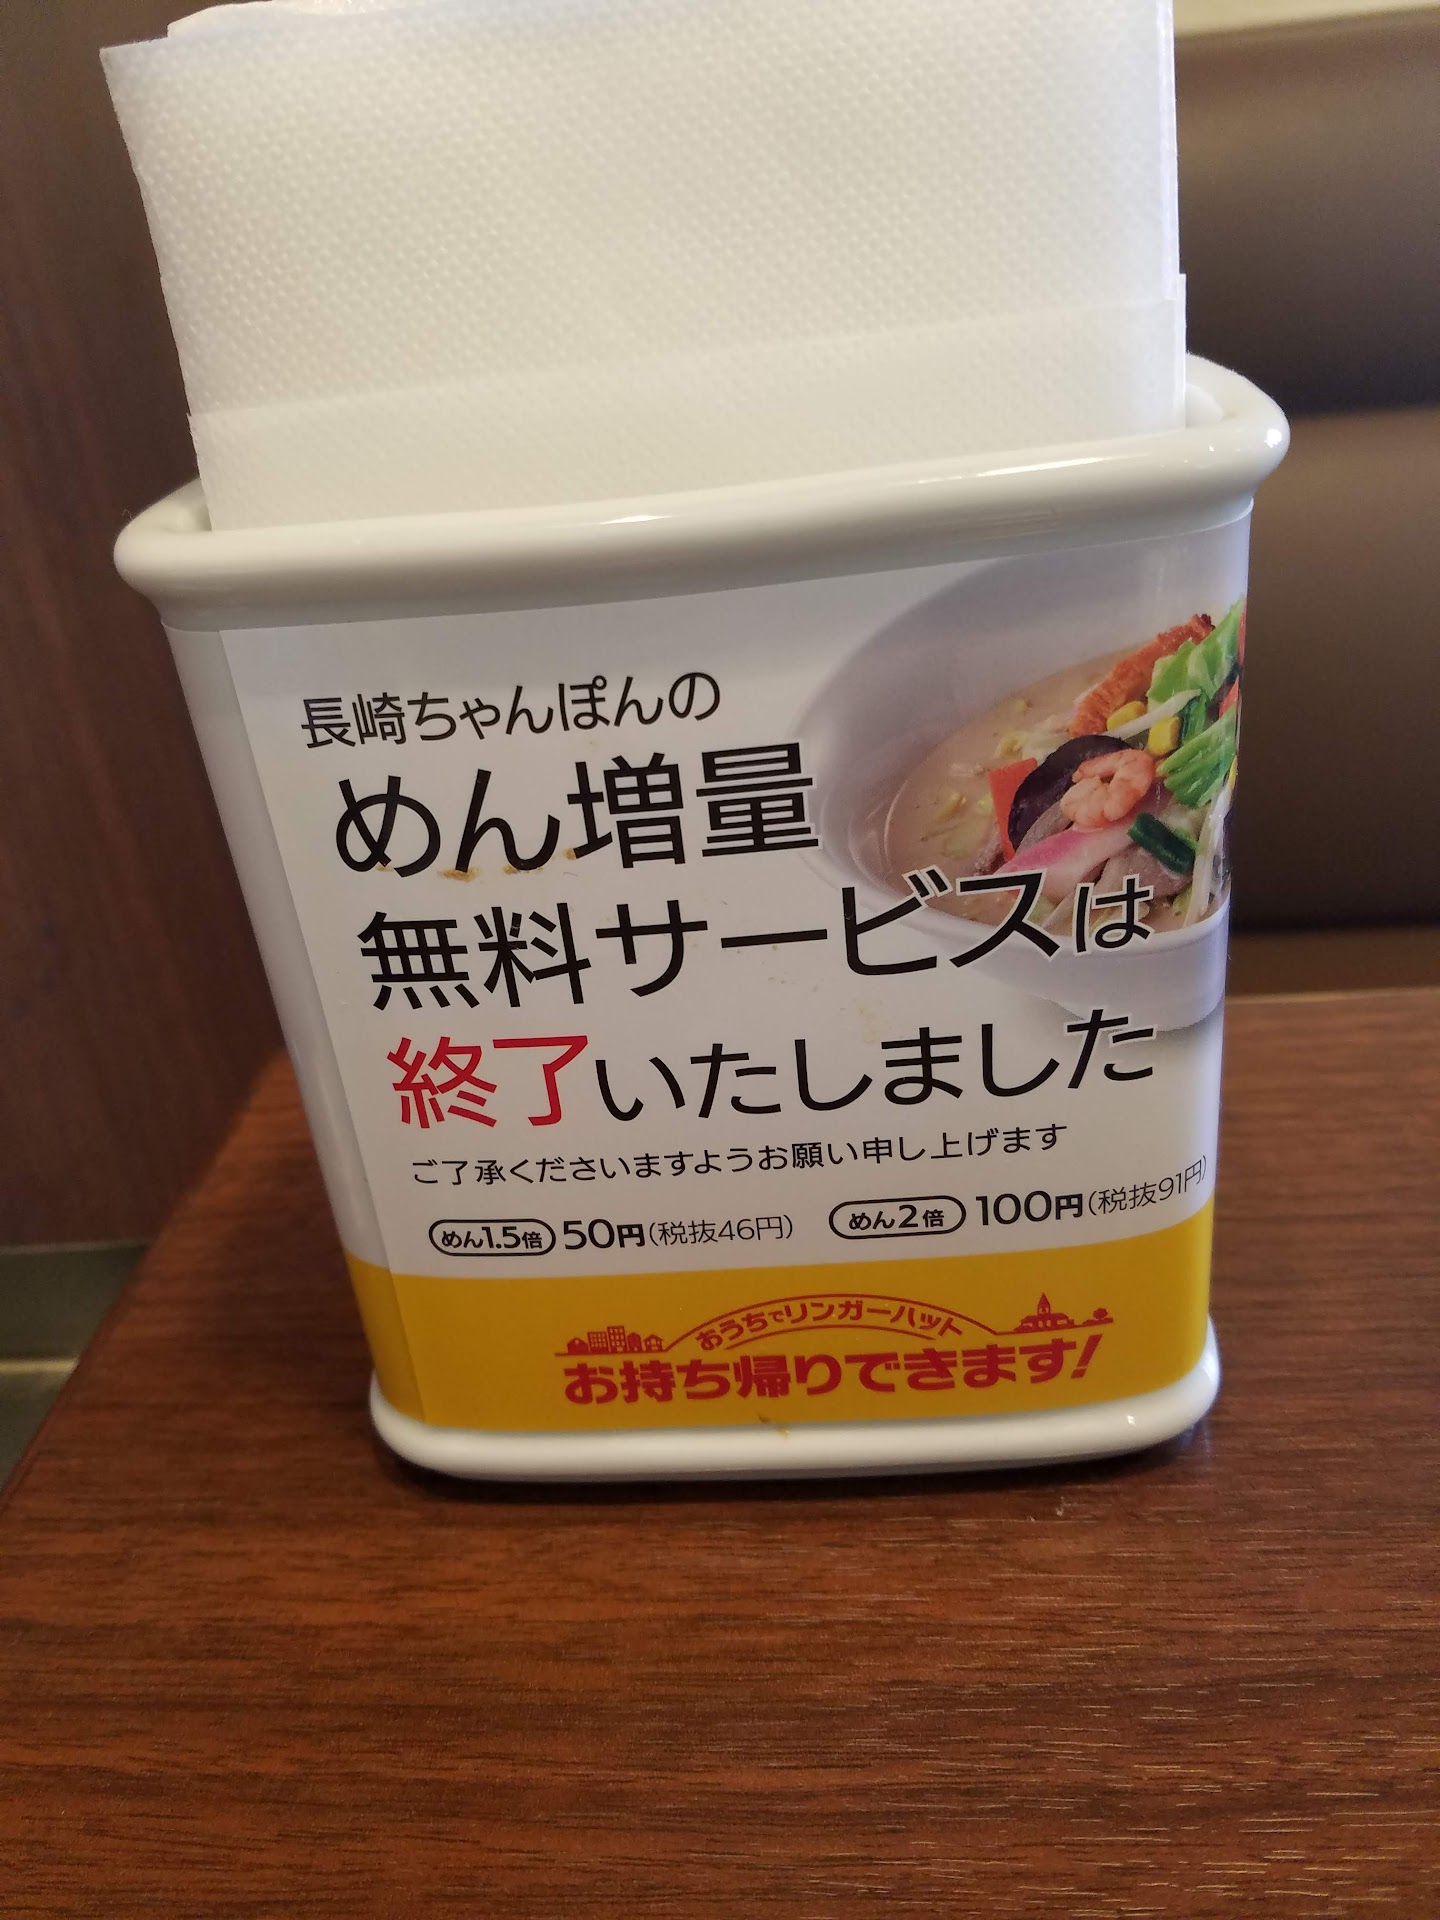 長崎ちゃんぽんの
めん増量
無料サービスは
終了いたしました
ご了承くださいますようお願い申し上げます
めん1.5倍 50円(税抜46円) めん2倍 100円(税抜91円)
おうちでリンガーハット
お持ち帰りできます!